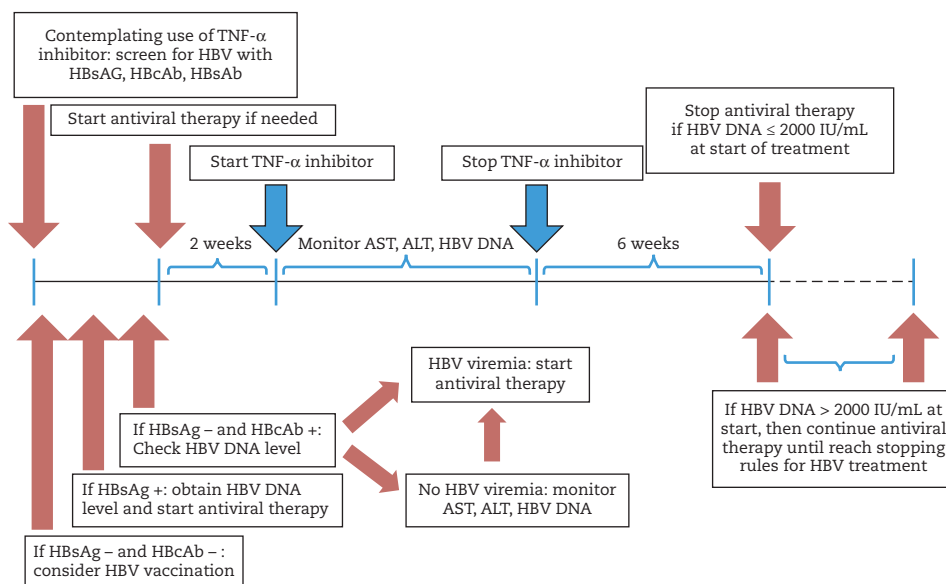 Contemplating use of TNF-α
inhibitor: screen for HBV with
HBsAG, HBcAb, HBsAb
Start antiviral therapy if needed
Start TNF-α inhibitor
Stop TNF-α inhibitor
Stop antiviral therapy
if HBV DNA ≤ 2000 IU/mL
at start of treatment
2 weeks
Monitor AST, ALT, HBV DNA
6 weeks
If HBsAg – and HBcAb +:
Check HBV DNA level
If HBsAg +: obtain HBV DNA
level and start antiviral therapy
If HBsAg – and HBcAb – :
consider HBV vaccination
HBV viremia: start
antiviral therapy
No HBV viremia: monitor
AST, ALT, HBV DNA
If HBV DNA > 2000 IU/mL at
start, then continue antiviral
therapy until reach stopping
rules for HBV treatment